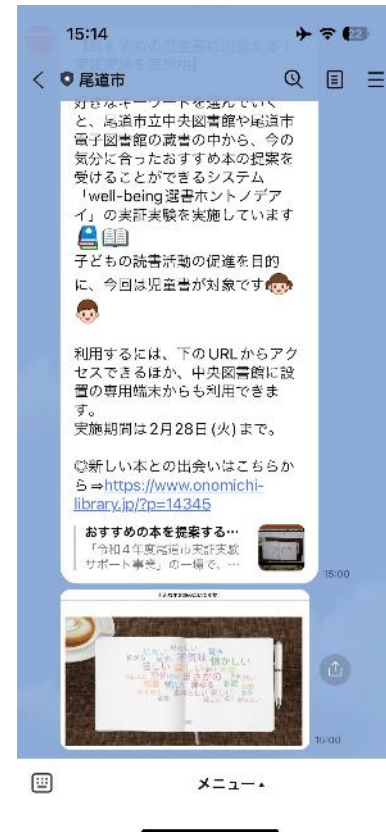 15:14
22
尾道市
好きなキーワードを選んでいく
と、尾道市立中央図書館や尾道市
電子図書館の蔵書の中から、今の
気分に合ったおすすめ本の提案を
受けることができるシステム
「well-being選書ホントノデア
イ」の実証実験を実施しています
子どもの読書活動の促進を目的
に、今回は児童書が対象です
利用するには、下のURLからアク
セスできるほか、中央図書館に設
置の専用端末からも利用できま
す。
実施期間は2月28日(火)まで。
◎新しい本との出会いはこちらか
ら⇒https://www.onomichi-
library.jp/?p=14345
おすすめの本を提案する…
「令和4年度尾道市実証実験
サポート事業」の一環で、…
15:00
不気味
懐かしい
15:00
メニュー